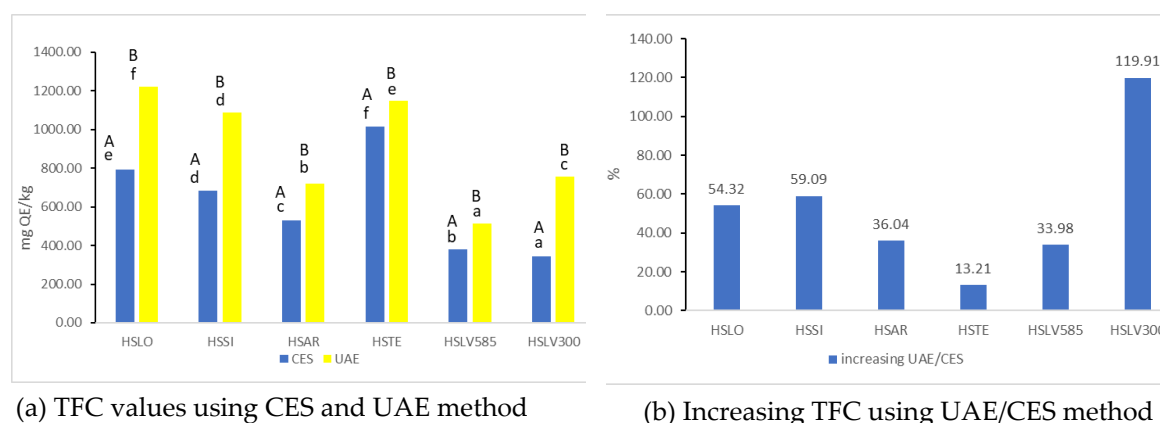 1400.00
1200.00
1000.00
800.00
600.00
400.00
200.00
0.00
mg QE/kg
A
e
B
f
A
d
B
d
A
c
B
b
A
f
B
e
A
b
B
a
A
a
B
c
HSLO HSSI HSAR HSTE HSLV585 HSLV300
CES UAE
(a) TFC values using CES and UAE method
140.00
120.00
100.00
80.00
60.00
40.00
20.00
0.00
%
54.32
59.09
36.04
13.21
33.98
119.91
HSLO HSSI HSAR HSTE HSLV585 HSLV300
increasing UAE/CES
(b) Increasing TFC using UAE/CES method